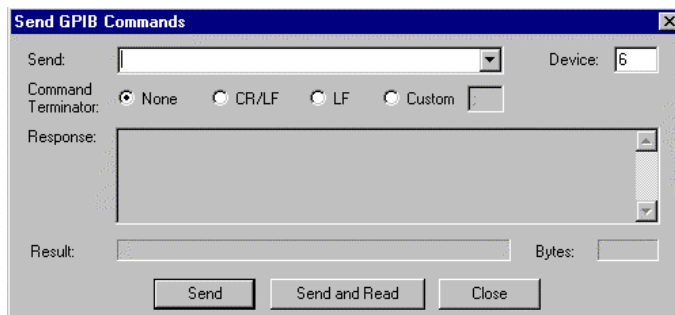 Send GPIB Commands
Send: Device: 6
Command
Terminator: None CR/LF LF Custom ;
Response:
Result: Bytes:
Send Send and Read Close